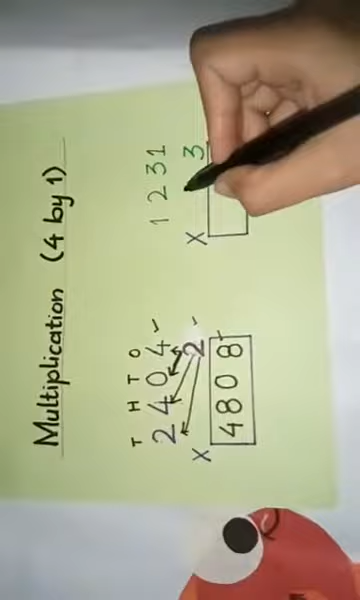 Multiplication (4 by 1)
T H T O
2 4 0 4
x 2
4 8 0 8
1 2 3 1
x 3